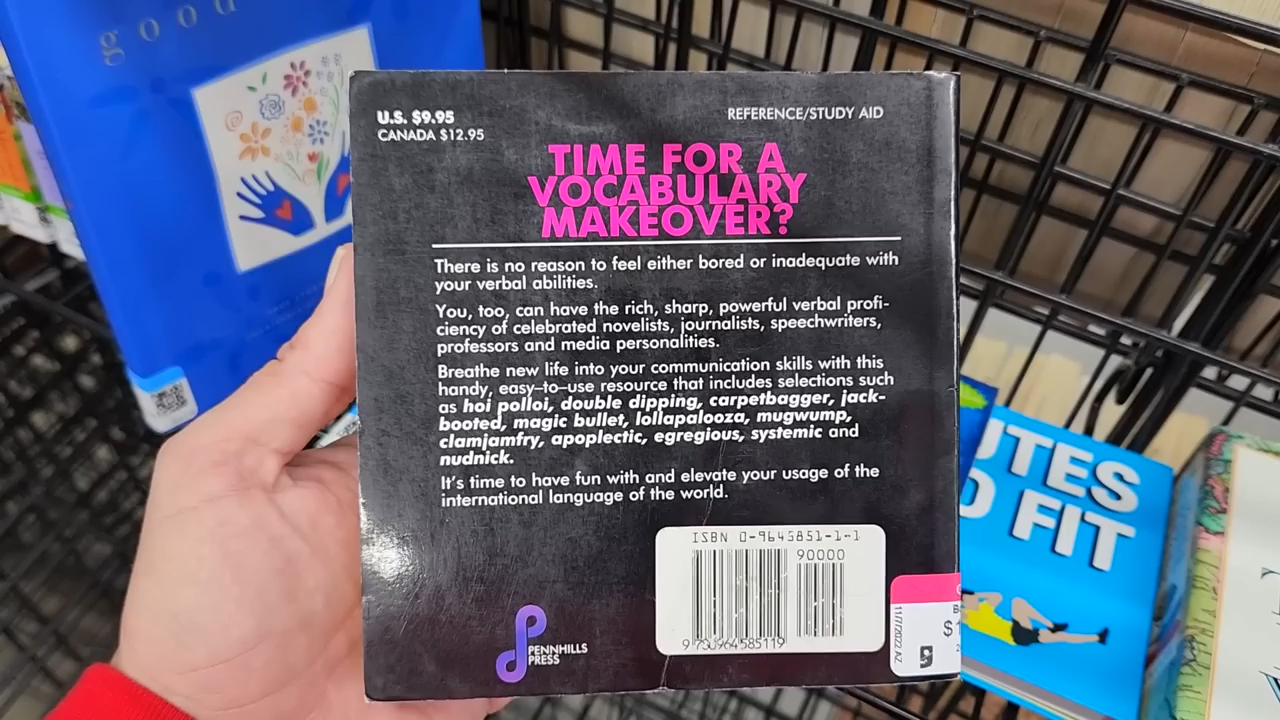 good
U.S. $9.95
CANADA $12.95
REFERENCE/STUDY AID
TIME FOR A
VOCABULARY
MAKEOVER?
There is no reason to feel either bored or inadequate with
your verbal abilities.
You, too, can have the rich, sharp, powerful verbal profi-
ciency of celebrated novelists, journalists, speechwriters,
professors and media personalities.
Breathe new life into your communication skills with this
handy, easy-to-use resource that includes selections such
as hoi polloi, double dipping, carpetbagger, jack-
booted, magic bullet, lollapalooza, mugwump,
clamjamfry, apoplectic, egregious, systemic and
nudnick.
It's time to have fun with and elevate your usage of the
international language of the world.
ISBN 0-9645851-1-1
90000
PENNHILLS
PRESS
11/7/2022 AZ
$1
UTES
FIT